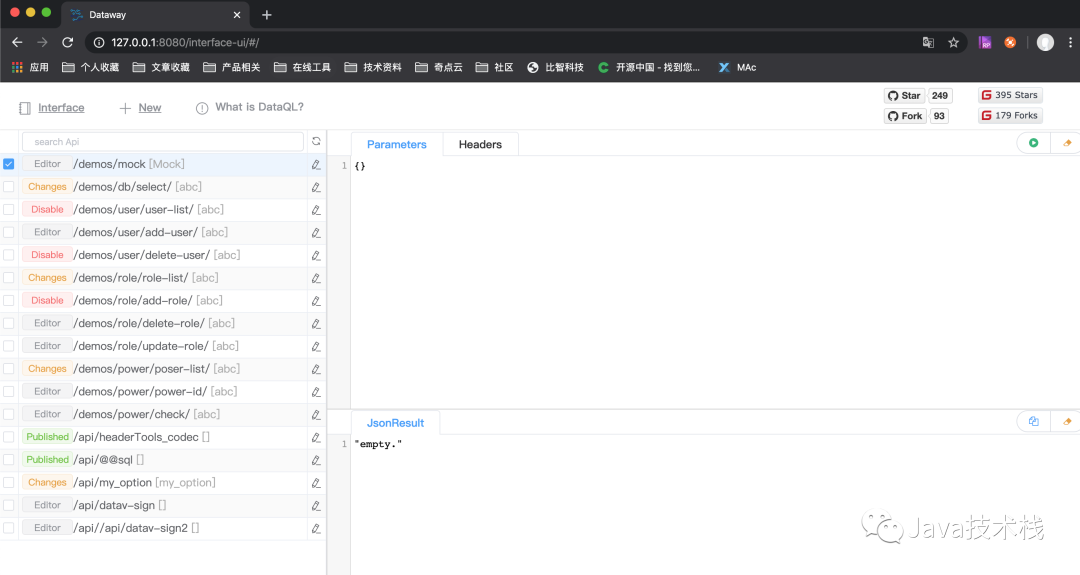 Dataway
127.0.0.1:8080/interface-ui/#/
应用 个人收藏 文章收藏 产品相关 在线工具 技术资料 奇点云 社区 比智科技 开源中国 - 找到您... MAc
Interface New What is DataQL?
Star 249 395 Stars
Fork 93 179 Forks
search Api
Parameters Headers
Editor /demos/mock [Mock]
Changes /demos/db/select/ [abc]
Disable /demos/user/user-list/ [abc]
Editor /demos/user/add-user/ [abc]
Disable /demos/user/delete-user/ [abc]
Changes /demos/role/role-list/ [abc]
Disable /demos/role/add-role/ [abc]
Editor /demos/role/delete-role/ [abc]
Editor /demos/role/update-role/ [abc]
Changes /demos/power/poser-list/ [abc]
Editor /demos/power/power-id/ [abc]
Editor /demos/power/check/ [abc]
Published /api/headerTools_codec []
Published /api/@@sql []
Changes /api/my_option [my_option]
Editor /api/datav-sign []
Editor /api//api/datav-sign2 []
1 {}
JsonResult
1 "empty."
Java技术栈